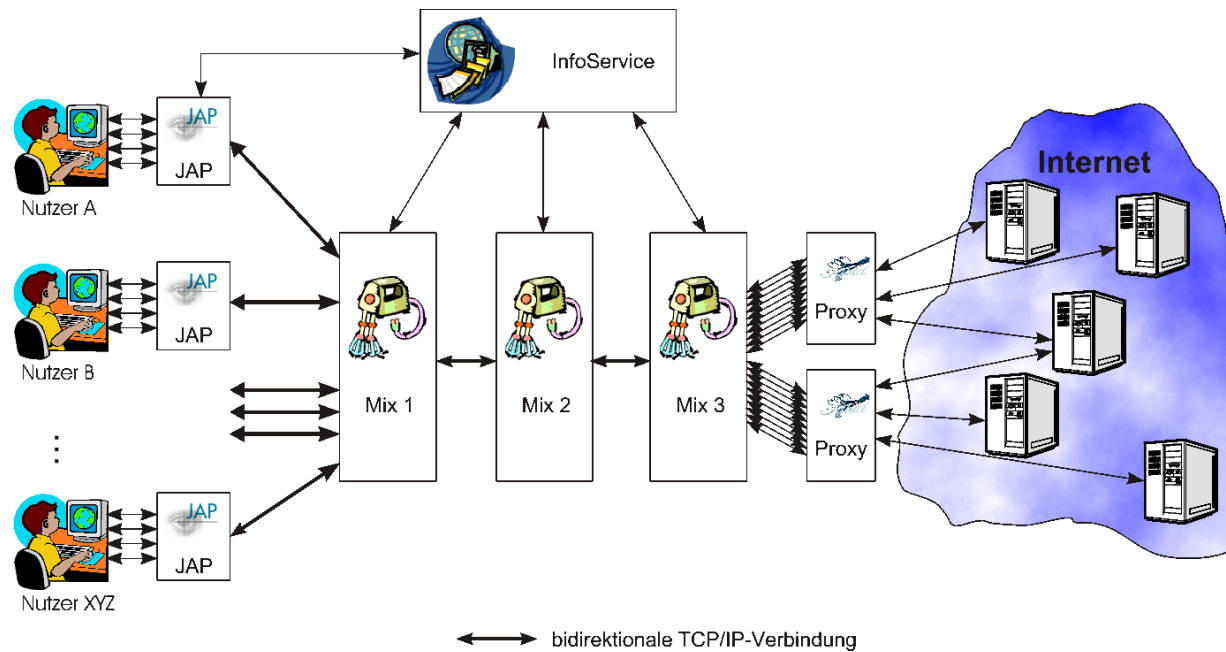 InfoService
JAP
JAP
Nutzer A
JAP
JAP
Nutzer B
⋮
JAP
JAP
Nutzer XYZ
Mix 1
Mix 2
Mix 3
Proxy
Proxy
Internet
bidirektionale TCP/IP-Verbindung